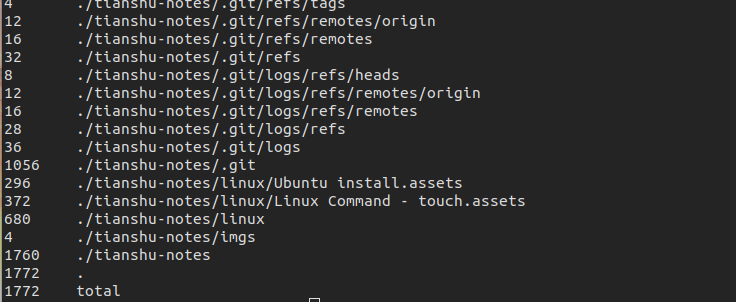 4       ./tianshu-notes/.git/refs/tags
12      ./tianshu-notes/.git/refs/remotes/origin
16      ./tianshu-notes/.git/refs/remotes
32      ./tianshu-notes/.git/refs
8       ./tianshu-notes/.git/logs/refs/heads
12      ./tianshu-notes/.git/logs/refs/remotes/origin
16      ./tianshu-notes/.git/logs/refs/remotes
28      ./tianshu-notes/.git/logs/refs
36      ./tianshu-notes/.git/logs
1056    ./tianshu-notes/.git
296     ./tianshu-notes/linux/Ubuntu install.assets
372     ./tianshu-notes/linux/Linux Command - touch.assets
680     ./tianshu-notes/linux
4       ./tianshu-notes/imgs
1760    ./tianshu-notes
1772    .
1772    total